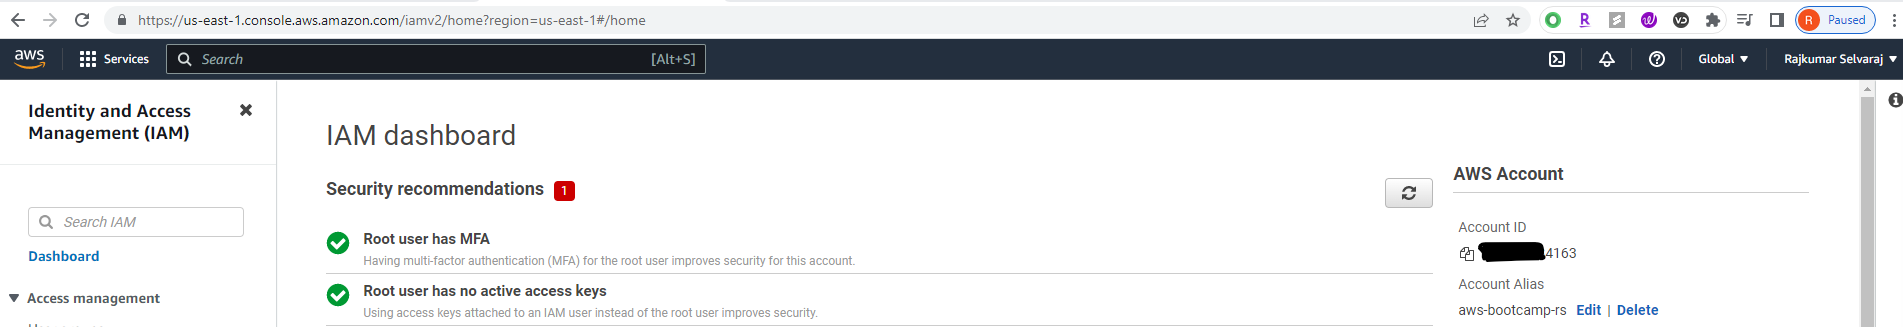 https://us-east-1.console.aws.amazon.com/iamv2/home?region=us-east-1#/home
R Paused
aws
Services
Search
[Alt+S]
Global
Rajkumar Selvaraj
Identity and Access
Management (IAM)
Search IAM
Dashboard
Access management
IAM dashboard
Security recommendations 1
Root user has MFA
Having multi-factor authentication (MFA) for the root user improves security for this account.
Root user has no active access keys
Using access keys attached to an IAM user instead of the root user improves security.
AWS Account
Account ID
4163
Account Alias
aws-bootcamp-rs Edit | Delete